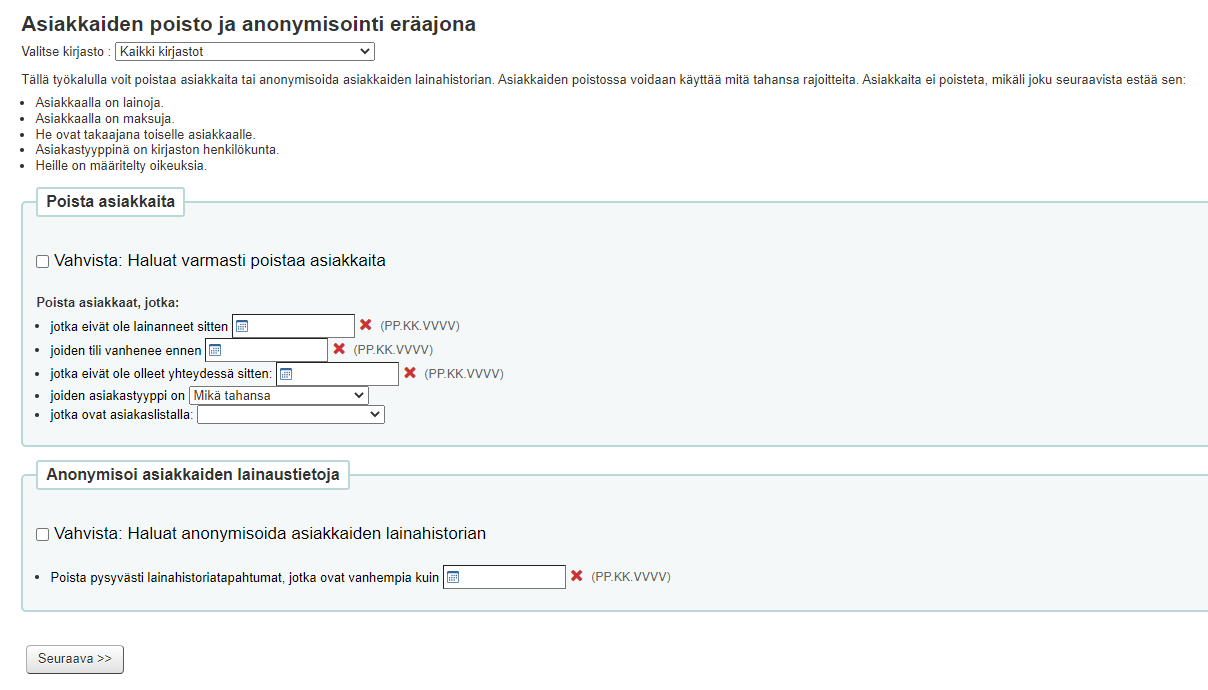 Asiakkaiden poisto ja anonymisointi eräajona
Valitse kirjasto : Kaikki kirjastot
Tällä työkalulla voit poistaa asiakkaita tai anonymisoida asiakkaiden lainahistorian. Asiakkaiden poistossa voidaan käyttää mitä tahansa rajoitteita. Asiakkaita ei poisteta, mikäli joku seuraavista estää sen:
• Asiakkaalla on lainoja.
• Asiakkaalla on maksuja.
• He ovat takaajana toiselle asiakkaalle.
• Asiakastyyppinä on kirjaston henkilökunta.
• Heille on määritelty oikeuksia.
Poista asiakkaita
Vahvista: Haluat varmasti poistaa asiakkaita
Poista asiakkaat, jotka:
• jotka eivät ole lainanneet sitten (PP.KK.VVVV)
• joiden tili vanhenee ennen (PP.KK.VVVV)
• jotka eivät ole olleet yhteydessä sitten: (PP.KK.VVVV)
• joiden asiakastyyppi on Mikä tahansa
• jotka ovat asiakaslistalla:
Anonymisoi asiakkaiden lainaustietoja
Vahvista: Haluat anonymisoida asiakkaiden lainahistorian
• Poista pysyvästi lainahistoriatapahtumat, jotka ovat vanhempia kuin (PP.KK.VVVV)
Seuraava >>